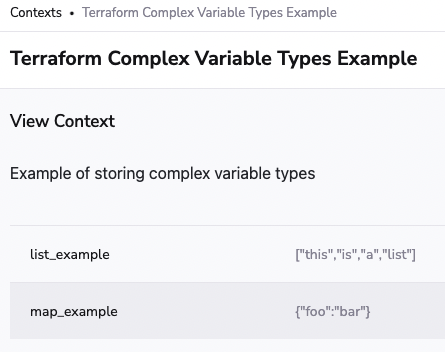 Contexts • Terraform Complex Variable Types Example
Terraform Complex Variable Types Example
View Context
Example of storing complex variable types
list_example ["this","is","a","list"]
map_example {"foo":"bar"}